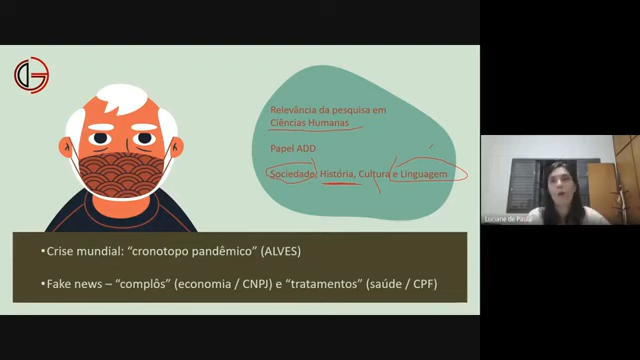 Relevância da pesquisa em
Ciências Humanas
Papel ADD
Sociedade, História, Cultura e Linguagem
•Crise mundial: “cronotopo pandêmico” (ALVES)
•Fake news – “complôs” (economia / CNPJ) e “tratamentos” (saúde / CPF)
Luciane de Paula